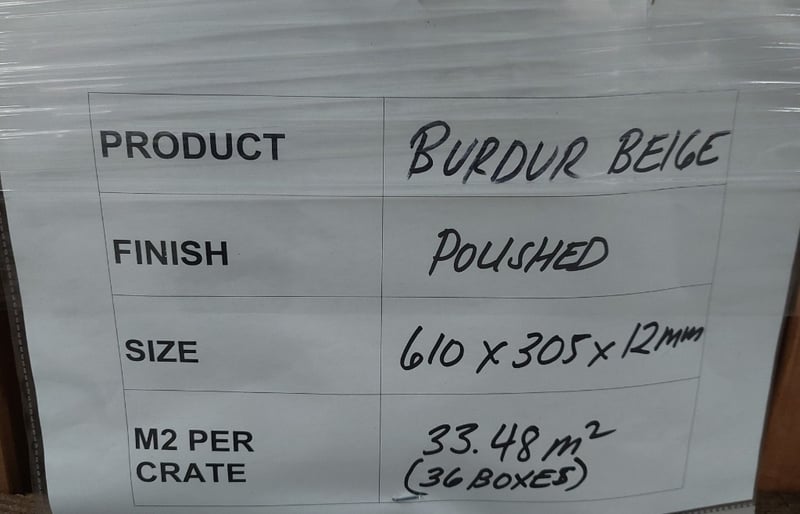 PRODUCT BURDUR BEIGE
FINISH POLISHED
SIZE 610 x 305 x 12mm
M2 PER CRATE 33.48 m²
(36 BOXES)